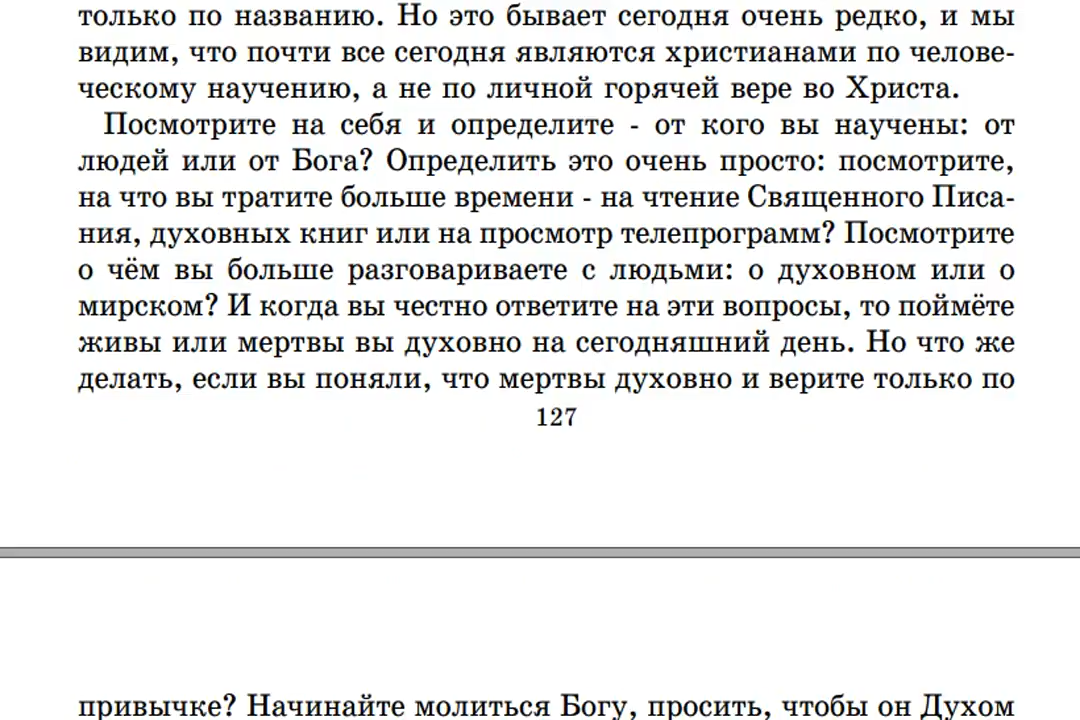 только по названию. Но это бывает сегодня очень редко, и мы
видим, что почти все сегодня являются христианами по челове-
ческому научению, а не по личной горячей вере во Христа.
Посмотрите на себя и определите - от кого вы научены: от
людей или от Бога? Определить это очень просто: посмотрите,
на что вы тратите больше времени - на чтение Священного Писа-
ния, духовных книг или на просмотр телепрограмм? Посмотрите
о чём вы больше разговариваете с людьми: о духовном или о
мирском? И когда вы честно ответите на эти вопросы, то поймёте
живы или мертвы вы духовно на сегодняшний день. Но что же
делать, если вы поняли, что мертвы духовно и верите только по
127
привычке? Начинайте молиться Богу, просить, чтобы он Духом